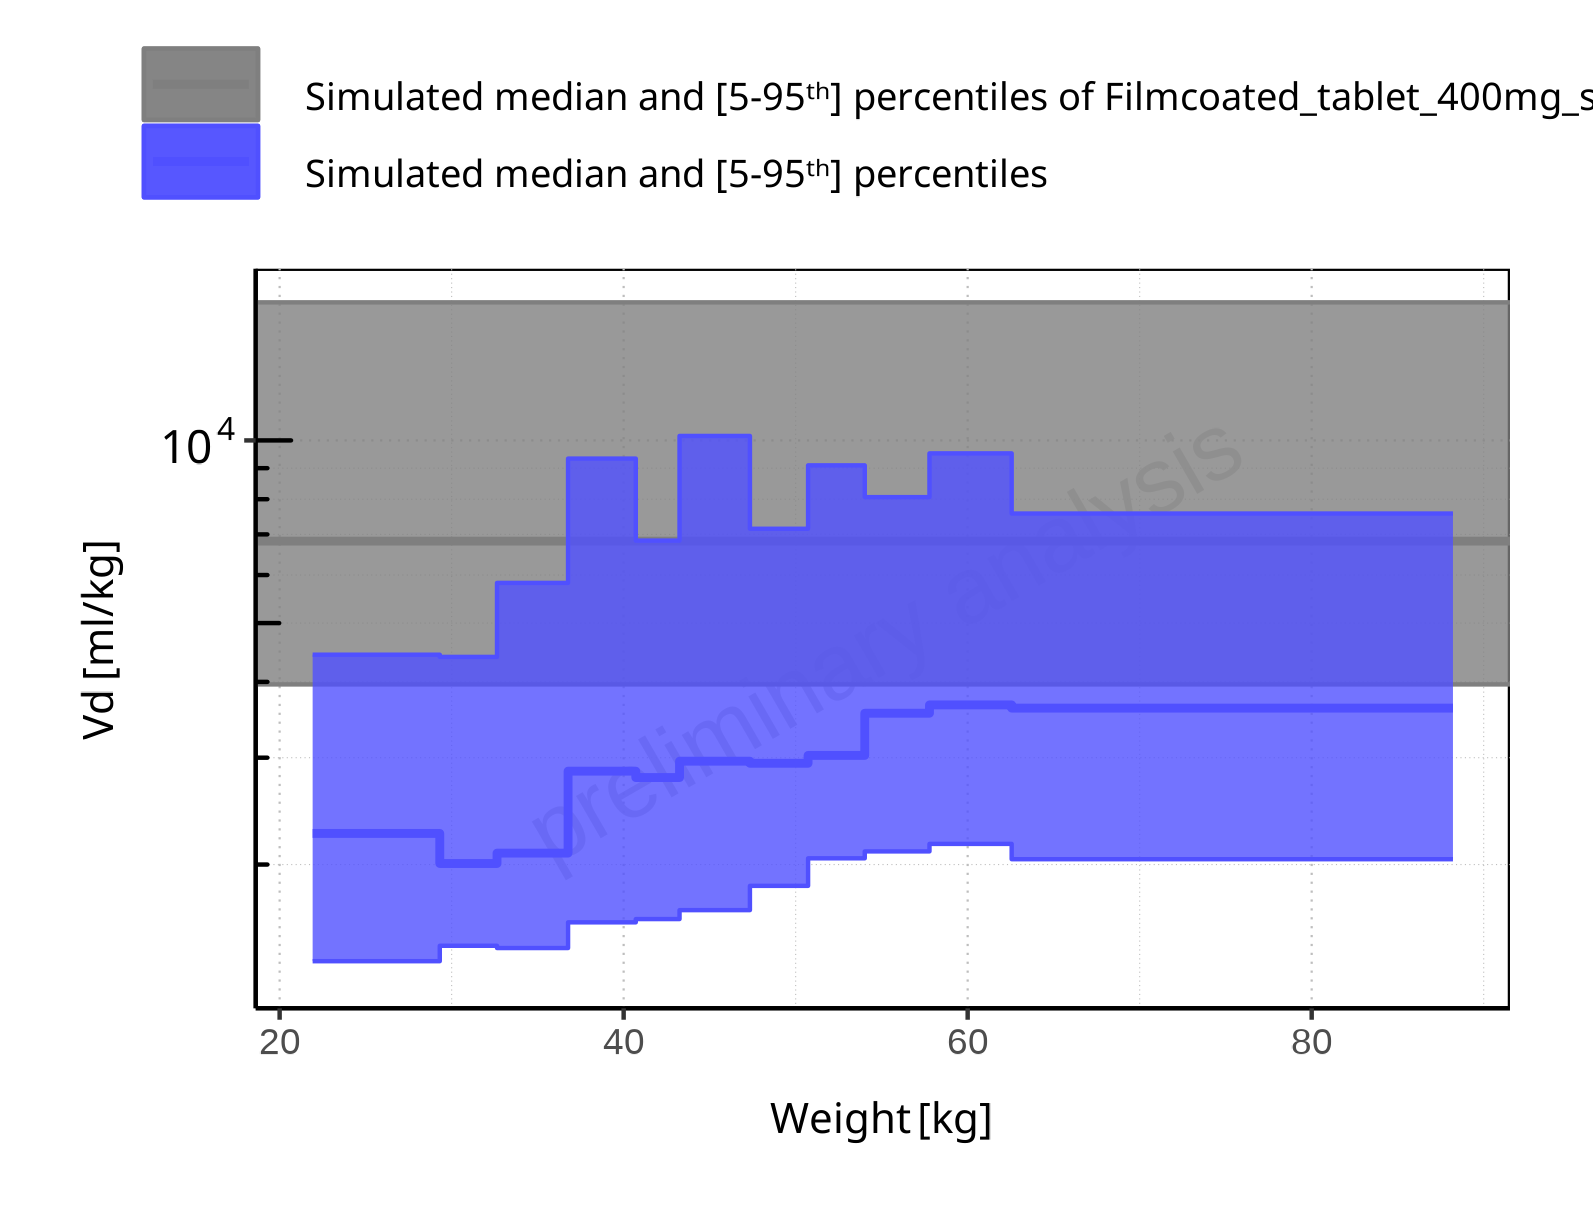 Simulated median and [5-95th] percentiles of Filmcoated_tablet_400mg_s
Simulated median and [5-95th] percentiles
10^4
Vd [ml/kg]
preliminary analysis
20 40 60 80
Weight [kg]